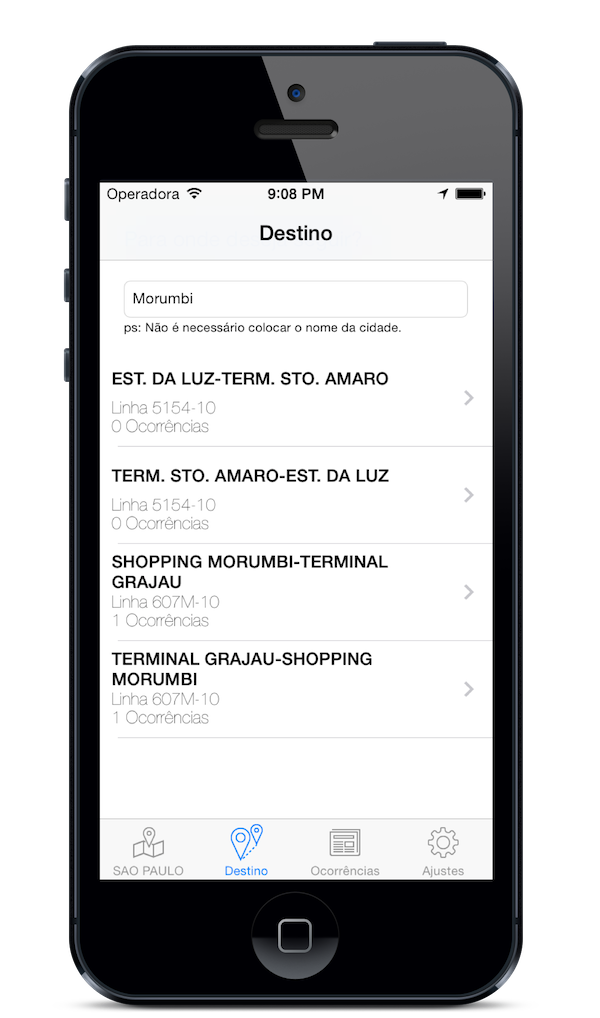 Operadora 9:08 PM
Destino
Morumbi
ps: Não é necessário colocar o nome da cidade.
EST. DA LUZ-TERM. STO. AMARO
Linha 5154-10
0 Ocorrências
TERM. STO. AMARO-EST. DA LUZ
Linha 5154-10
0 Ocorrências
SHOPPING MORUMBI-TERMINAL
GRAJAU
Linha 607M-10
1 Ocorrências
TERMINAL GRAJAU-SHOPPING
MORUMBI
Linha 607M-10
1 Ocorrências
SAO PAULO Destino Ocorrências Ajustes